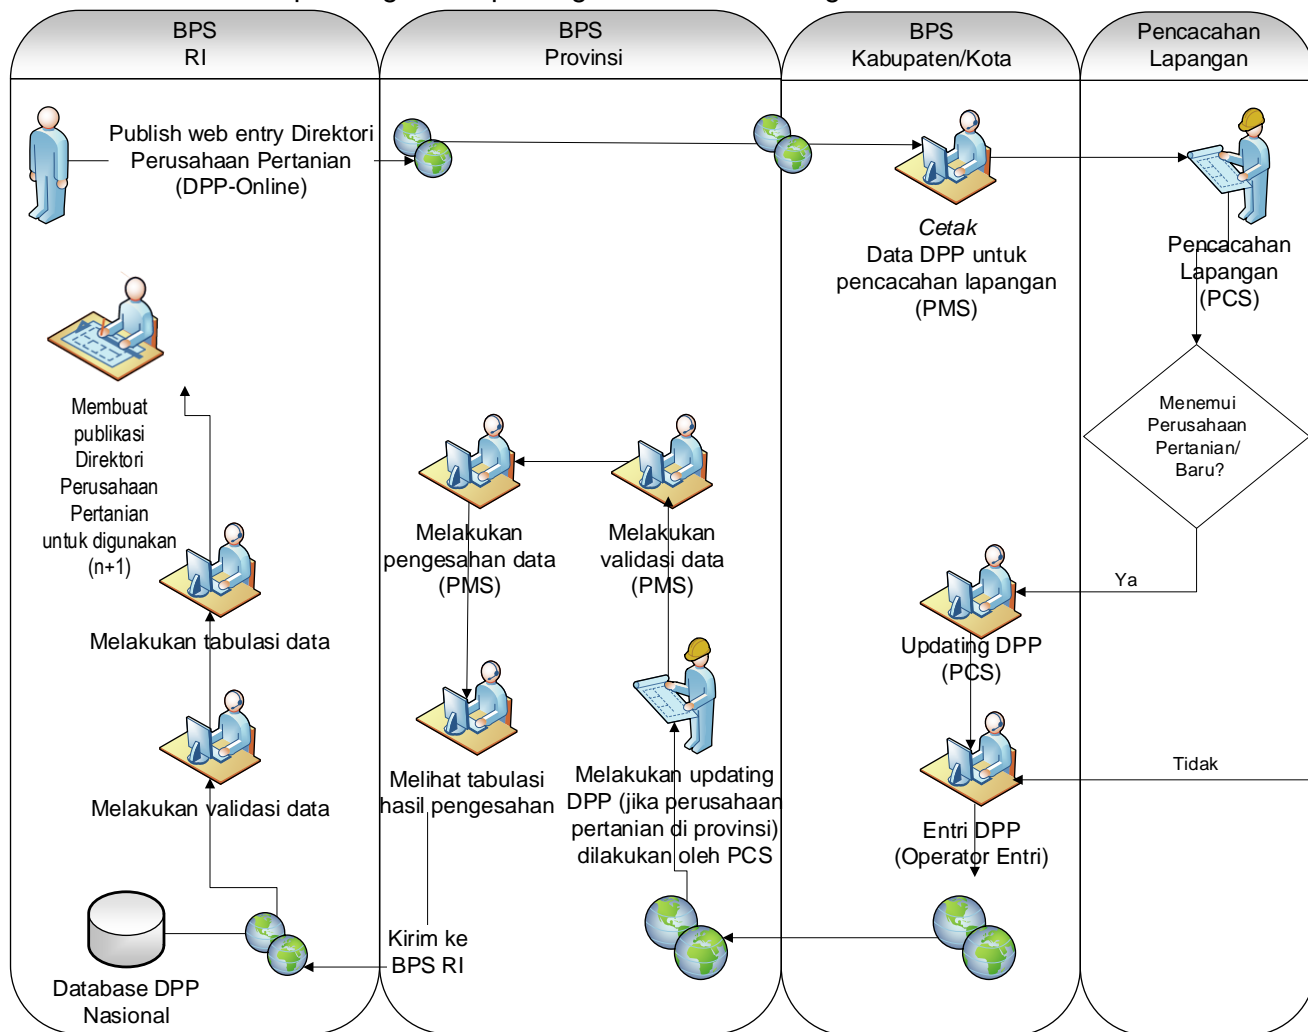 BPS
RI
BPS
Provinsi
BPS
Kabupaten/Kota
Pencacahan
Lapangan
Publish web entry Direktori
Perusahaan Pertanian
(DPP-Online)
Cetak
Data DPP untuk
pencacahan lapangan
(PMS)
Pencacahan
Lapangan
(PCS)
Membuat
publikasi
Direktori
Perusahaan
Pertanian
untuk digunakan
(n+1)
Menemui
Perusahaan
Pertanian/
Baru?
Melakukan
pengesahan data
(PMS)
Melakukan
validasi data
(PMS)
Ya
Melakukan tabulasi data
Updating DPP
(PCS)
Melakukan validasi data
Melihat tabulasi
hasil pengesahan
Melakukan updating
DPP (jika perusahaan
pertanian di provinsi)
dilakukan oleh PCS
Tidak
Entri DPP
(Operator Entri)
Kirim ke
BPS RI
Database DPP
Nasional